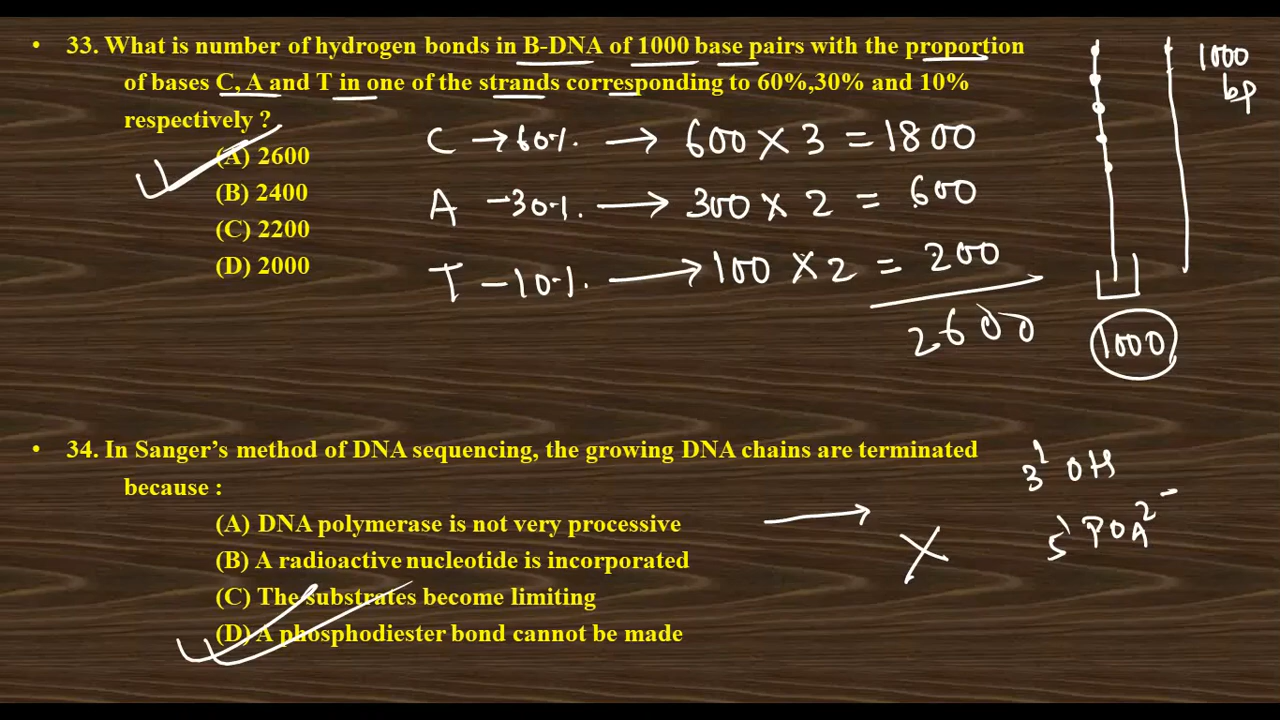 • 33. What is number of hydrogen bonds in B-DNA of 1000 base pairs with the proportion
of bases C, A and T in one of the strands corresponding to 60%,30% and 10%
respectively ?
(A) 2600
(B) 2400
(C) 2200
(D) 2000
C → 60% → 600 × 3 = 1800
A - 30% → 300 × 2 = 600
T - 10% → 100 × 2 = 200
2600
1000
bp
1000
• 34. In Sanger’s method of DNA sequencing, the growing DNA chains are terminated
because :
(A) DNA polymerase is not very processive
(B) A radioactive nucleotide is incorporated
(C) The substrates become limiting
(D) A phosphodiester bond cannot be made
3' OH